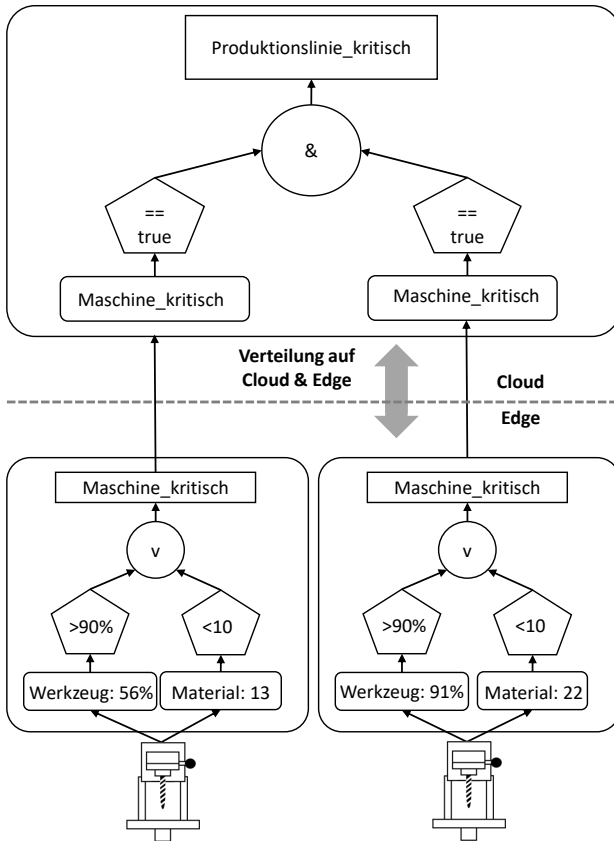 Produktionslinie_kritisch
&
==
true
==
true
Maschine_kritisch
Maschine_kritisch
Verteilung auf
Cloud & Edge
Cloud
Edge
Maschine_kritisch
Maschine_kritisch
v
v
>90%
<10
>90%
<10
Werkzeug: 56%
Material: 13
Werkzeug: 91%
Material: 22